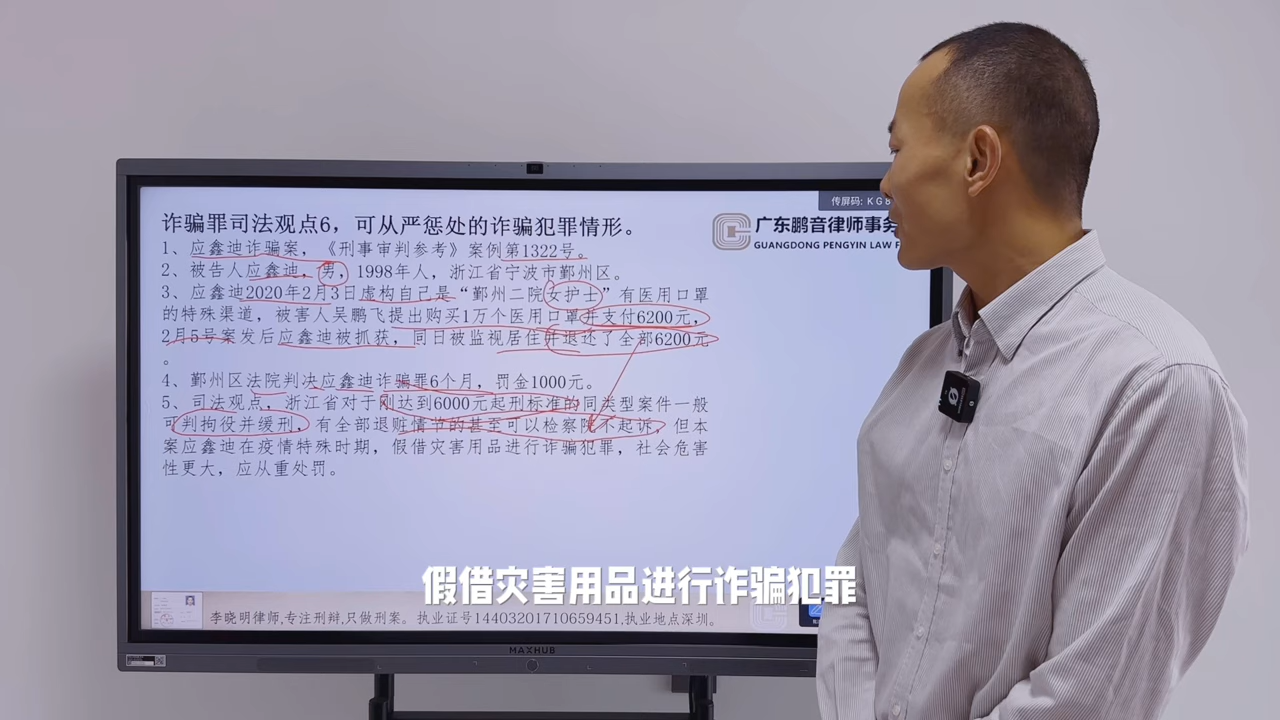 传屏码: K G 8
诈骗罪司法观点6，可从严惩处的诈骗犯罪情形。
广东鹏音律师事务
GUANGDONG PENGYIN LAW F
1、应鑫迪诈骗案，《刑事审判参考》案例第1322号。
2、被告人应鑫迪，男，1998年人，浙江省宁波市鄞州区。
3、应鑫迪2020年2月3日虚构自己是“鄞州二院女护士”有医用口罩
的特殊渠道，被害人吴鹏飞提出购买1万个医用口罩并支付6200元，
2月5号案发后应鑫迪被抓获，同日被监视居住并退还了全部6200元
。
4、鄞州区法院判决应鑫迪诈骗罪6个月，罚金1000元。
5、司法观点，浙江省对于刚达到6000元起刑标准的同类型案件一般
可判拘役并缓刑，有全部退赃情节的甚至可以检察院不起诉，但本
案应鑫迪在疫情特殊时期，假借灾害用品进行诈骗犯罪，社会危害
性更大，应从重处罚。
假借灾害用品进行诈骗犯罪
李晓明律师,专注刑辩,只做刑案。执业证号14403201710659451,执业地点深圳。
MAXHUB